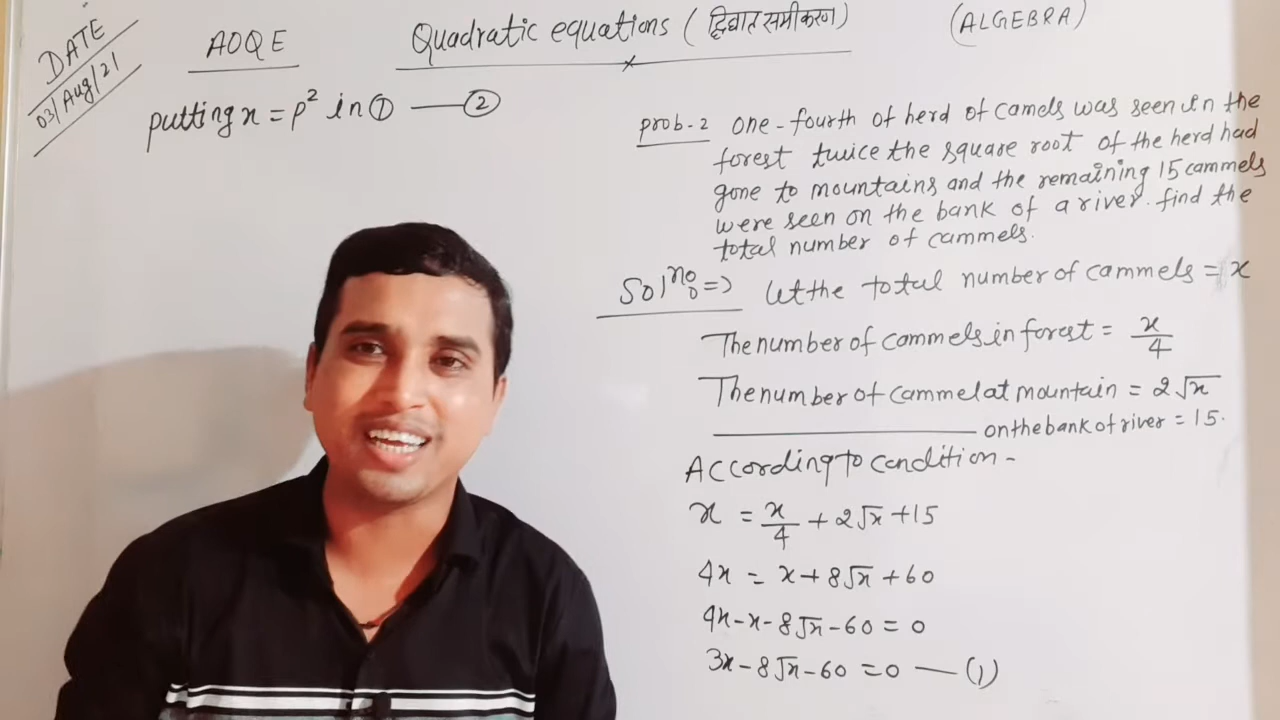 DATE
03/Aug/21
AOQE
Quadratic equations (द्विघात समीकरण)
(ALGEBRA)
putting x = p² in ① —— ②
prob-2 one-fourth of herd of camels was seen in the
forest twice the square root of the herd had
gone to mountains and the remaining 15 cammels
were seen on the bank of a river. find the
total number of cammels.
Solno => let the total number of cammels = x
The number of cammels in forest = x/4
The number of cammel at mountain = 2√x
—————— on the bank of river = 15.
According to condition -
x = x/4 + 2√x + 15
4x = x + 8√x + 60
4x - x - 8√x - 60 = 0
3x - 8√x - 60 = 0 — (1)